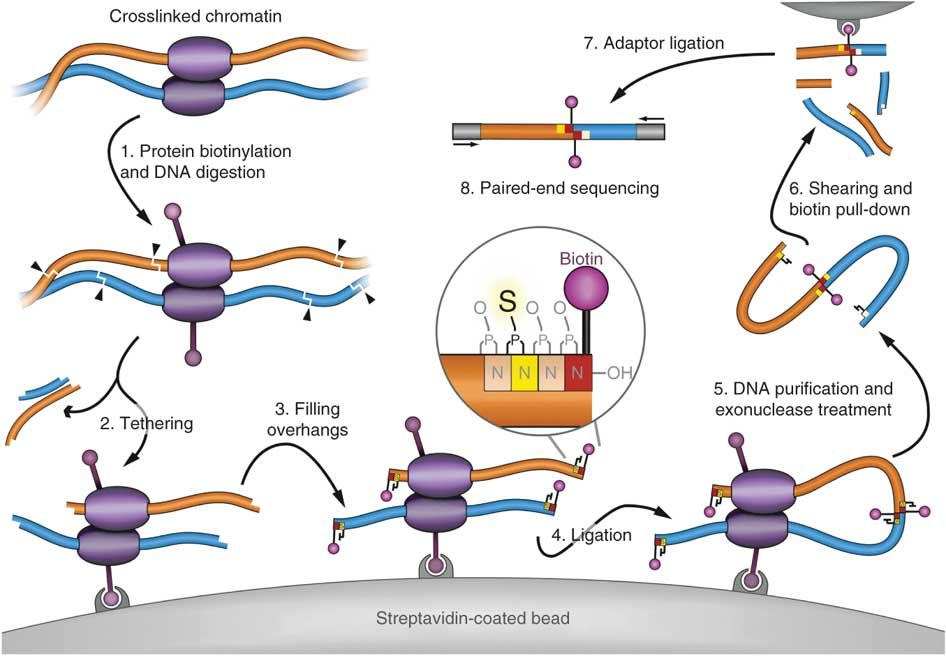 Crosslinked chromatin
1. Protein biotinylation
and DNA digestion
2. Tethering
3. Filling
overhangs
Biotin
O
S
O
O
P
P
P
P
N
N
N
N
OH
4. Ligation
5. DNA purification and
exonuclease treatment
6. Shearing and
biotin pull-down
7. Adaptor ligation
8. Paired-end sequencing
Streptavidin-coated bead